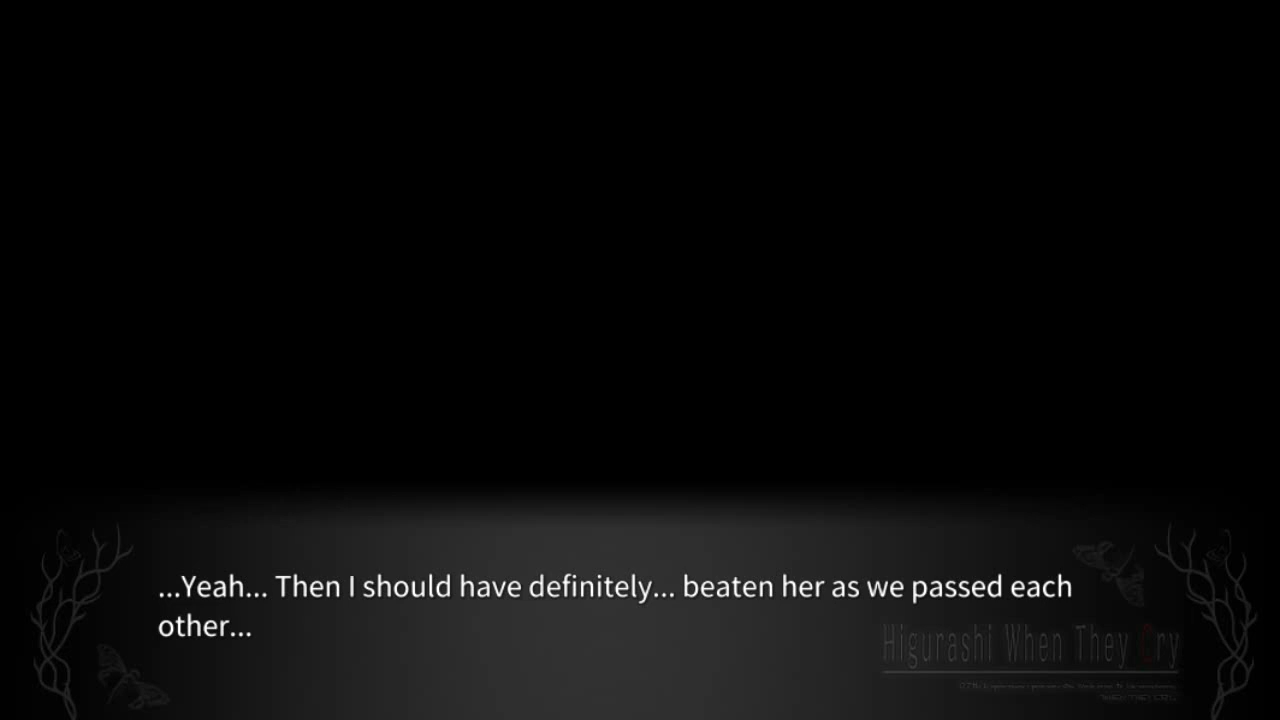 ...Yeah... Then I should have definitely... beaten her as we passed each
other...
Higurashi When They Cry